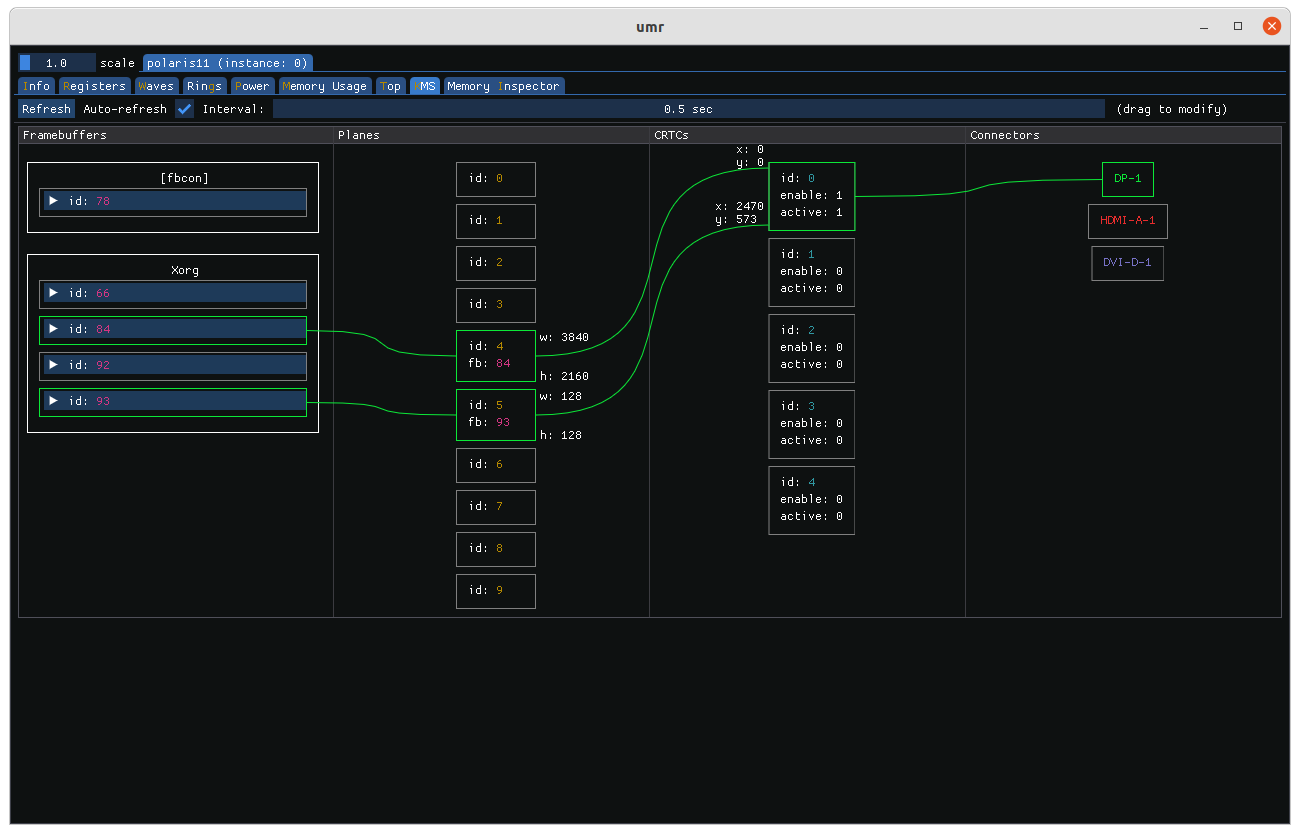 umr
1.0 scale polaris11 (instance: 0)
Info Registers Waves Rings Power Memory Usage Top KMS Memory Inspector
Refresh Auto-refresh Interval: 0.5 sec (drag to modify)
Framebuffers
[fbcon]
id: 78
Xorg
id: 66
id: 84
id: 92
id: 93
Planes
id: 0
id: 1
id: 2
id: 3
id: 4
fb: 84
w: 3840
h: 2160
id: 5
fb: 93
w: 128
h: 128
id: 6
id: 7
id: 8
id: 9
CRTCs
x: 0
y: 0
x: 2470
y: 573
id: 0
enable: 1
active: 1
id: 1
enable: 0
active: 0
id: 2
enable: 0
active: 0
id: 3
enable: 0
active: 0
id: 4
enable: 0
active: 0
Connectors
DP-1
HDMI-A-1
DVI-D-1